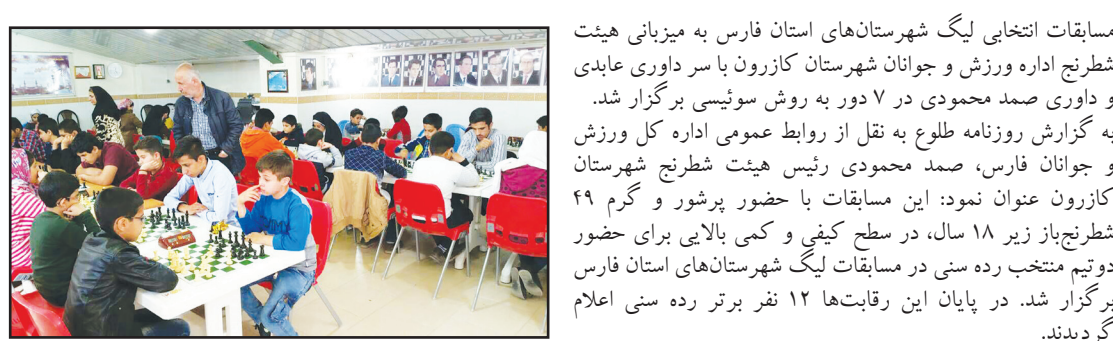 مسابقات انتخابی لیگ شهرستان‌های استان فارس به میزبانی هیئت
شطرنج اداره ورزش و جوانان شهرستان کازرون با سر داوری عابدی
و داوری صمد محمودی در ۷ دور به روش سوئیسی برگزار شد.
به گزارش روزنامه طلوع به نقل از روابط عمومی اداره کل ورزش
و جوانان فارس، صمد محمودی رئیس هیئت شطرنج شهرستان
کازرون عنوان نمود: این مسابقات با حضور پرشور و گرم ۴۹
شطرنج‌باز زیر ۱۸ سال، در سطح کیفی و کمی بالایی برای حضور
دوتیم منتخب رده سنی در مسابقات لیگ شهرستان‌های استان فارس
برگزار شد. در پایان این رقابت‌ها ۱۲ نفر برتر رده سنی اعلام
گردیدند.